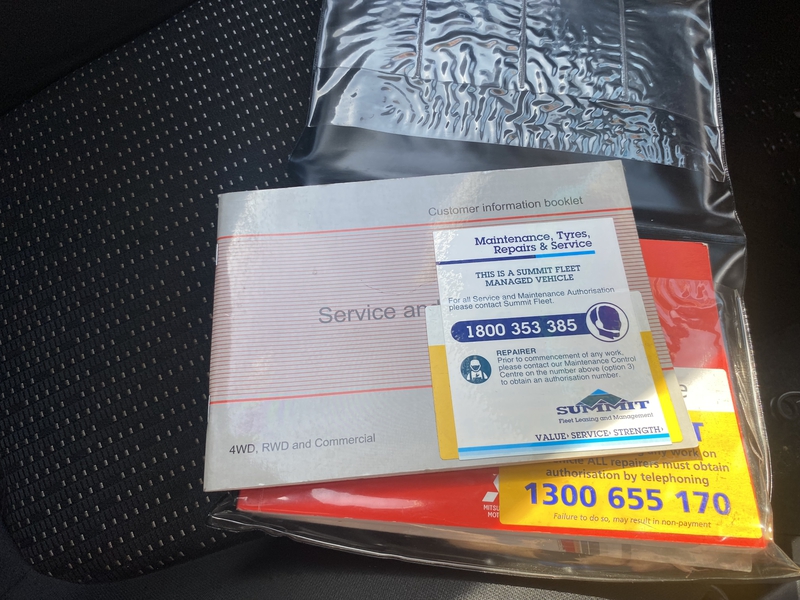 Customer information booklet
Service and
4WD, RWD and Commercial
Maintenance, Tyres,
Repairs & Service
THIS IS A SUMMIT FLEET
MANAGED VEHICLE
For all Service and Maintenance Authorisation
please contact Summit Fleet.
1800 353 385
REPAIRER
Prior to commencement of any work,
please contact our Maintenance Control
Centre on the number above (option 3)
to obtain an authorisation number.
SUMMIT
Fleet Leasing and Management
VALUE› SERVICE› STRENGTH›
work on
ALL repairers must obtain
authorisation by telephoning
1300 655 170
Failure to do so, may result in non-payment